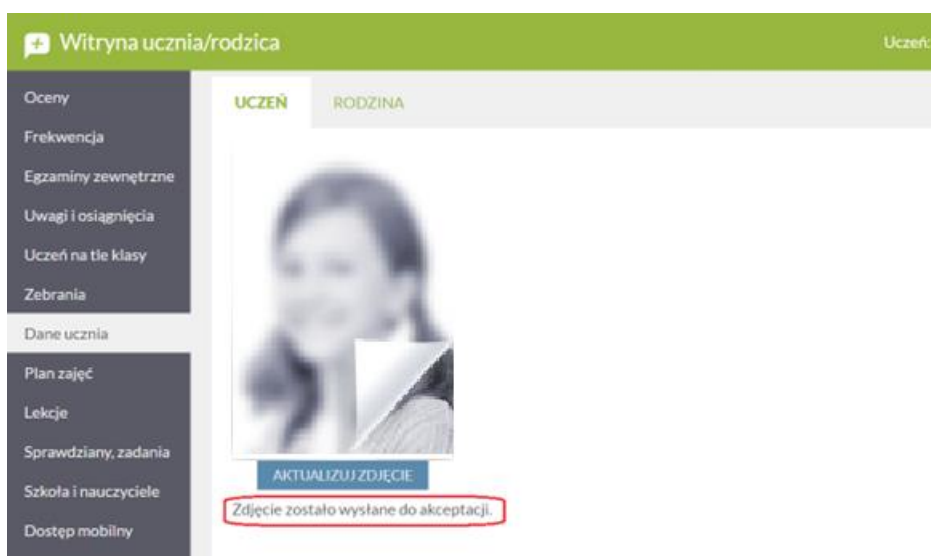 Witryna ucznia/rodzica
Uczeń:
Oceny
Frekwencja
Egzaminy zewnętrzne
Uwagi i osiągnięcia
Uczeń na tle klasy
Zebrania
Dane ucznia
Plan zajęć
Lekcje
Sprawdziany, zadania
Szkoła i nauczyciele
Dostęp mobilny
UCZEŃ RODZINA
AKTUALIZUJ ZDJĘCIE
Zdjęcie zostało wysłane do akceptacji.